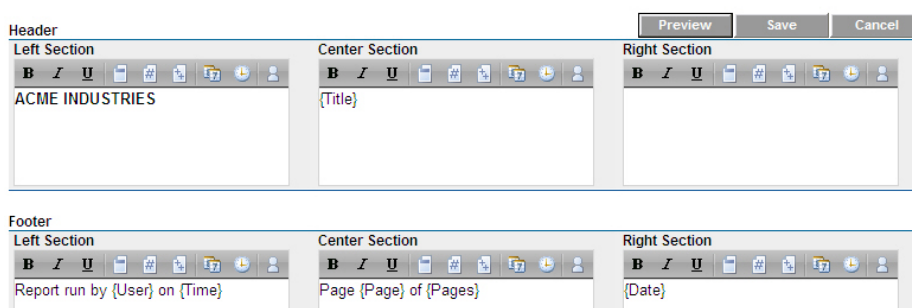 Preview Save Cancel
Header
Left Section Center Section Right Section
B I U # B I U # B I U #
ACME INDUSTRIES {Title}
Footer
Left Section Center Section Right Section
B I U # B I U # B I U #
Report run by {User} on {Time} Page {Page} of {Pages} {Date}